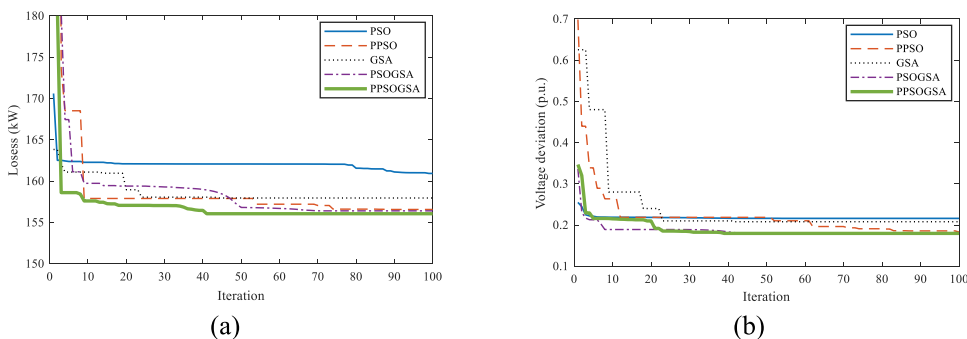 180
175
170
165
160
155
150
Losess (kW)
0 10 20 30 40 50 60 70 80 90 100
Iteration
PSO
PPSO
GSA
PSOGSA
PPSOGSA
(a)
0.7
0.6
0.5
0.4
0.3
0.2
0.1
Voltage deviation (p.u.)
0 10 20 30 40 50 60 70 80 90 100
Iteration
PSO
PPSO
GSA
PSOGSA
PPSOGSA
(b)